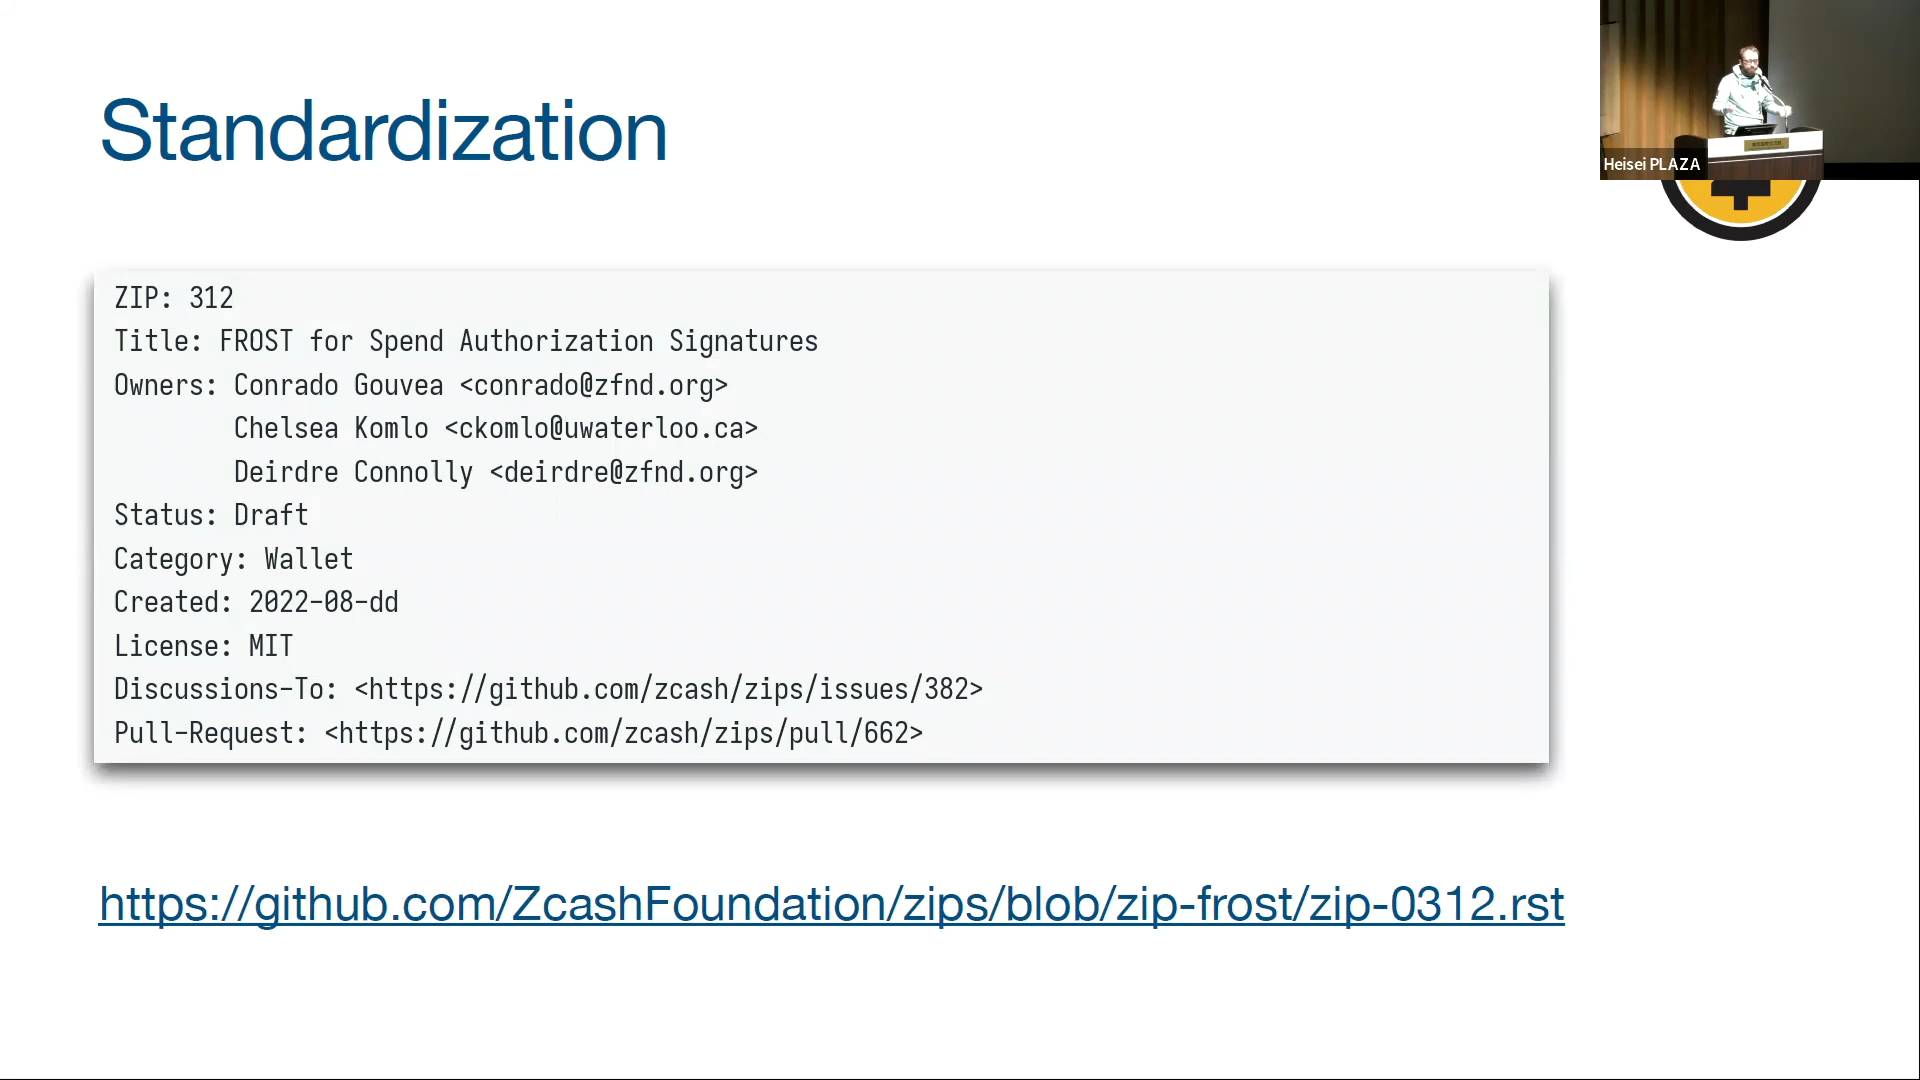 Standardization
Heisei PLAZA
ZIP: 312
Title: FROST for Spend Authorization Signatures
Owners: Conrado Gouvea <conrado@zfnd.org>
Chelsea Komlo <ckomlo@uwaterloo.ca>
Deirdre Connolly <deirdre@zfnd.org>
Status: Draft
Category: Wallet
Created: 2022-08-dd
License: MIT
Discussions-To: <https://github.com/zcash/zips/issues/382>
Pull-Request: <https://github.com/zcash/zips/pull/662>
https://github.com/ZcashFoundation/zips/blob/zip-frost/zip-0312.rst